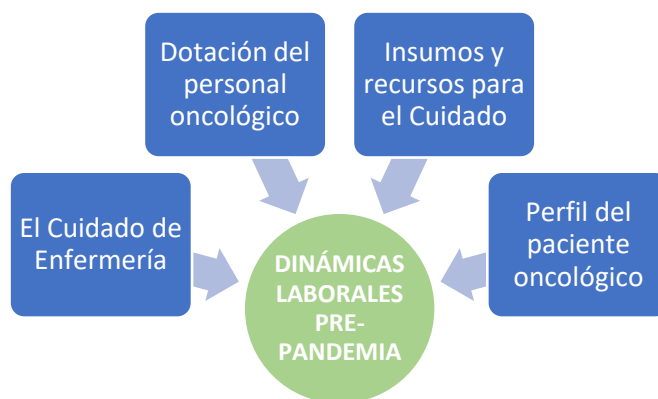 Dotación del
personal
oncológico
Insumos y
recursos para
el Cuidado
El Cuidado de
Enfermería
Perfil del
paciente
oncológico
DINÁMICAS
LABORALES
PRE-
PANDEMIA